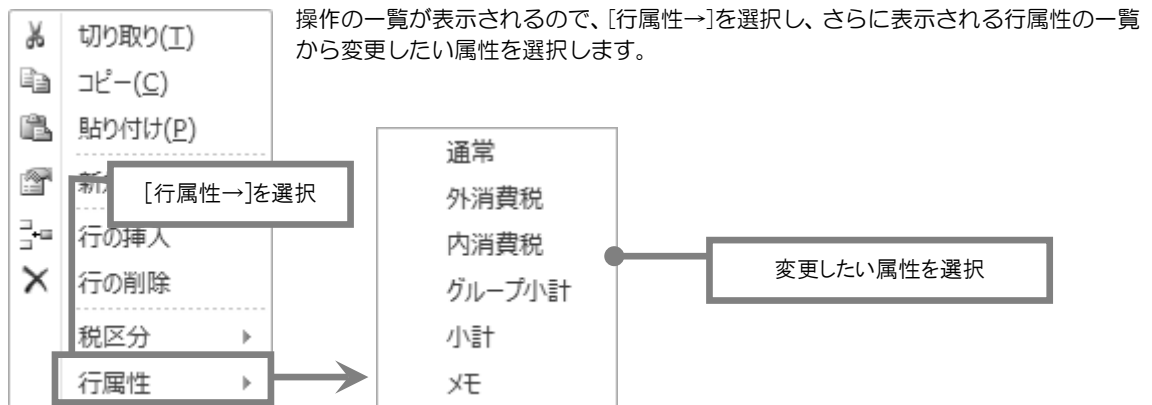 操作の一覧が表示されるので、[行属性→]を選択し、さらに表示される行属性の一覧
から変更したい属性を選択します。
切り取り(T)
コピー(C)
貼り付け(P)
[行属性→]を選択
行の挿入
行の削除
税区分
行属性
通常
外消費税
内消費税
グループ小計
小計
メモ
変更したい属性を選択